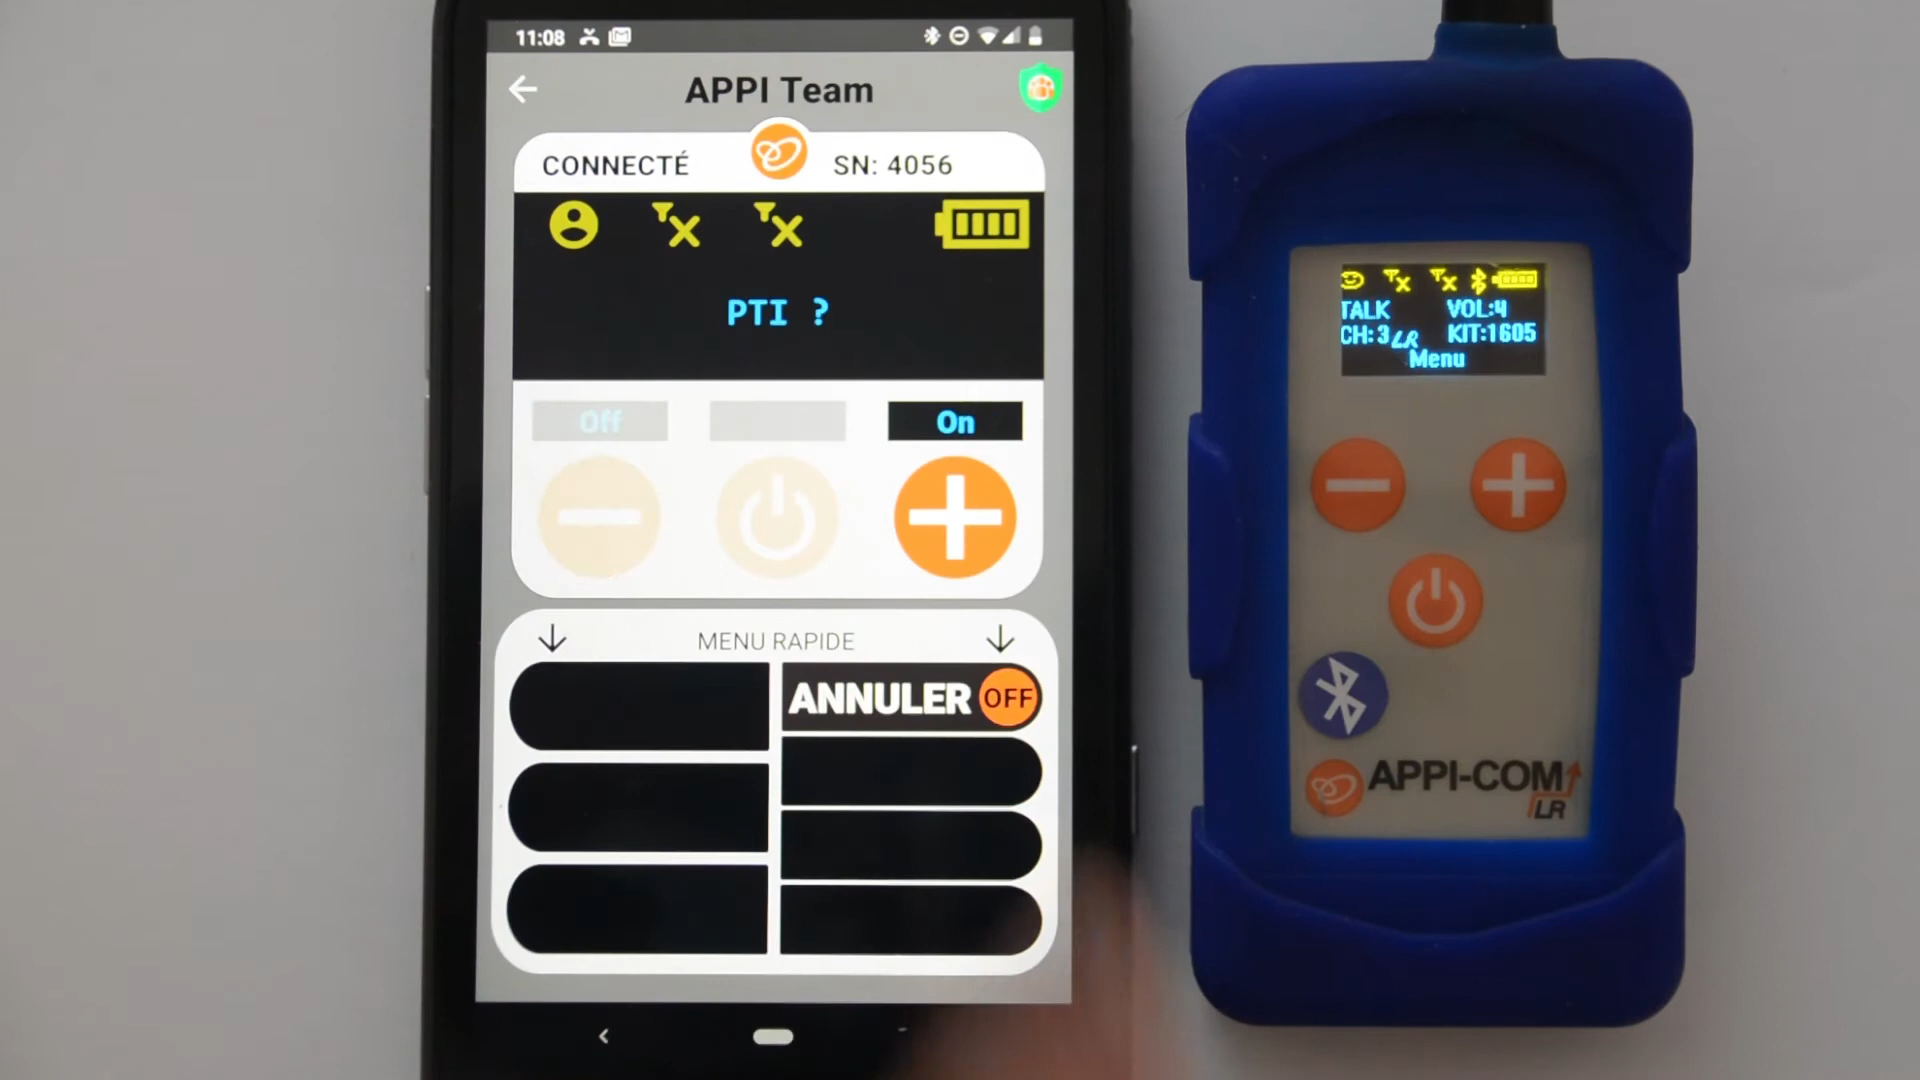 11:08
APPI Team
CONNECTÉ
SN: 4056
PTI ?
Off
On
MENU RAPIDE
ANNULER OFF
TALK VOL:4
CH:3 LR KIT:1605
Menu
APPI-COM
LR